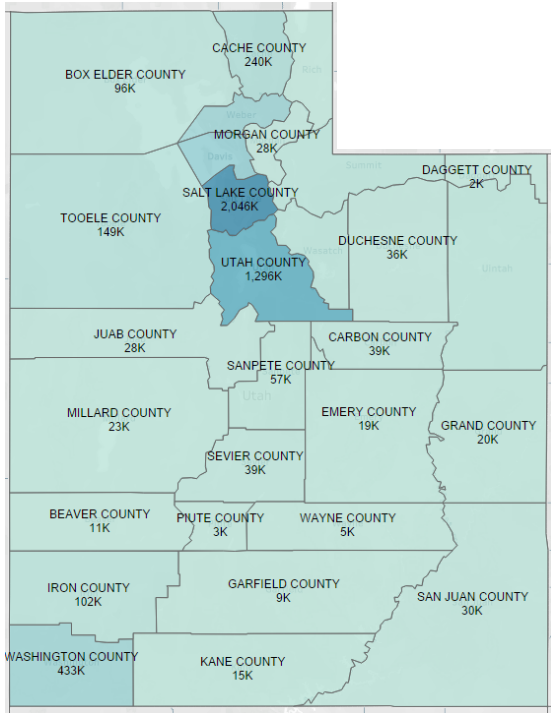 CACHE COUNTY
240K
Rich
BOX ELDER COUNTY
96K
Weber
MORGAN COUNTY
28K
Davis
Summit
DAGGETT COUNTY
2K
SALT LAKE COUNTY
2,046K
TOOELE COUNTY
149K
DUCHESNE COUNTY
36K
Wasatch
UTAH COUNTY
1,296K
Uintah
JUAB COUNTY
28K
CARBON COUNTY
39K
SANPETE COUNTY
57K
Utah
MILLARD COUNTY
23K
EMERY COUNTY
19K
GRAND COUNTY
20K
SEVIER COUNTY
39K
BEAVER COUNTY
11K
PIUTE COUNTY
3K
WAYNE COUNTY
5K
IRON COUNTY
102K
GARFIELD COUNTY
9K
SAN JUAN COUNTY
30K
WASHINGTON COUNTY
433K
KANE COUNTY
15K